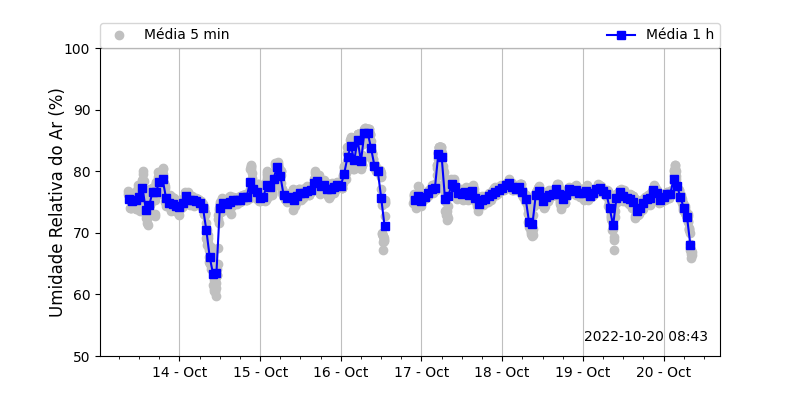 Média 5 min
Média 1 h
Umidade Relativa do Ar (%)
100
90
80
70
60
50
2022-10-20 08:43
14 - Oct
15 - Oct
16 - Oct
17 - Oct
18 - Oct
19 - Oct
20 - Oct